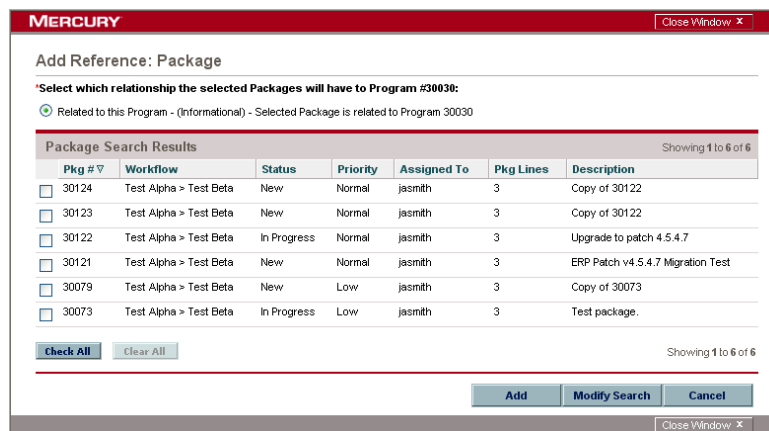 MERCURY
Close Window x
Add Reference: Package
*Select which relationship the selected Packages will have to Program #30030:
Related to this Program - (Informational) - Selected Package is related to Program 30030
Package Search Results Showing 1 to 6 of 6
Pkg # Workflow Status Priority Assigned To Pkg Lines Description
30124 Test Alpha > Test Beta New Normal jasmith 3 Copy of 30122
30123 Test Alpha > Test Beta New Normal jasmith 3 Copy of 30122
30122 Test Alpha > Test Beta In Progress Normal jasmith 3 Upgrade to patch 4.5.4.7
30121 Test Alpha > Test Beta New Normal jasmith 3 ERP Patch v4.5.4.7 Migration Test
30079 Test Alpha > Test Beta New Low jasmith 3 Copy of 30073
30073 Test Alpha > Test Beta In Progress Low jasmith 3 Test package.
Check All Clear All Showing 1 to 6 of 6
Add Modify Search Cancel
Close Window x